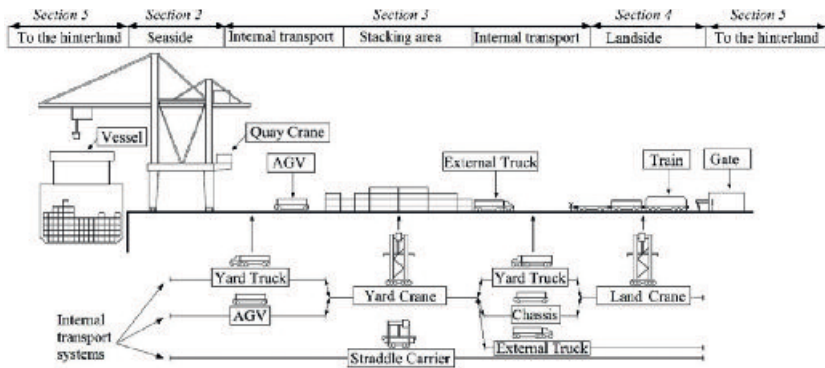 Section 5 Section 2 Section 3 Section 4 Section 5
To the hinterland Seaside Internal transport Stacking area Internal transport Landside To the hinterland
Vessel
Quay Crane
AGV
External Truck
Train
Gate
Yard Truck
Yard Truck
Yard Crane
Land Crane
AGV
Chassis
Internal
transport
systems
External Truck
Straddle Carrier